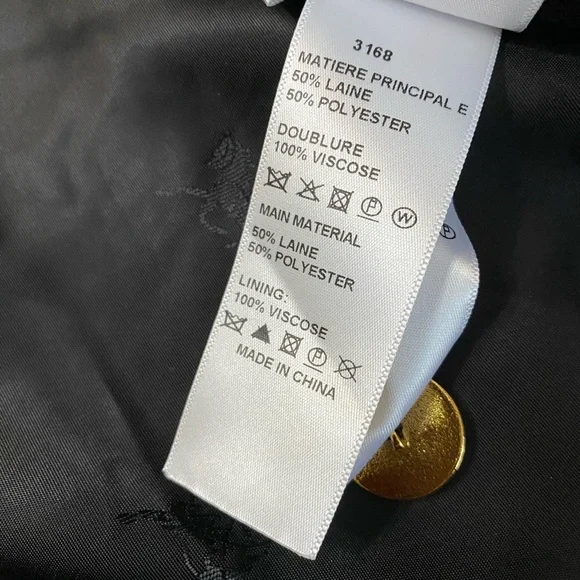 3168
MATIERE PRINCIPAL E
50% LAINE
50% POLYESTER
DOUBLURE
100% VISCOSE
P W
MAIN MATERIAL
50% LAINE
50% POLYESTER
LINING:
100% VISCOSE
P
MADE IN CHINA